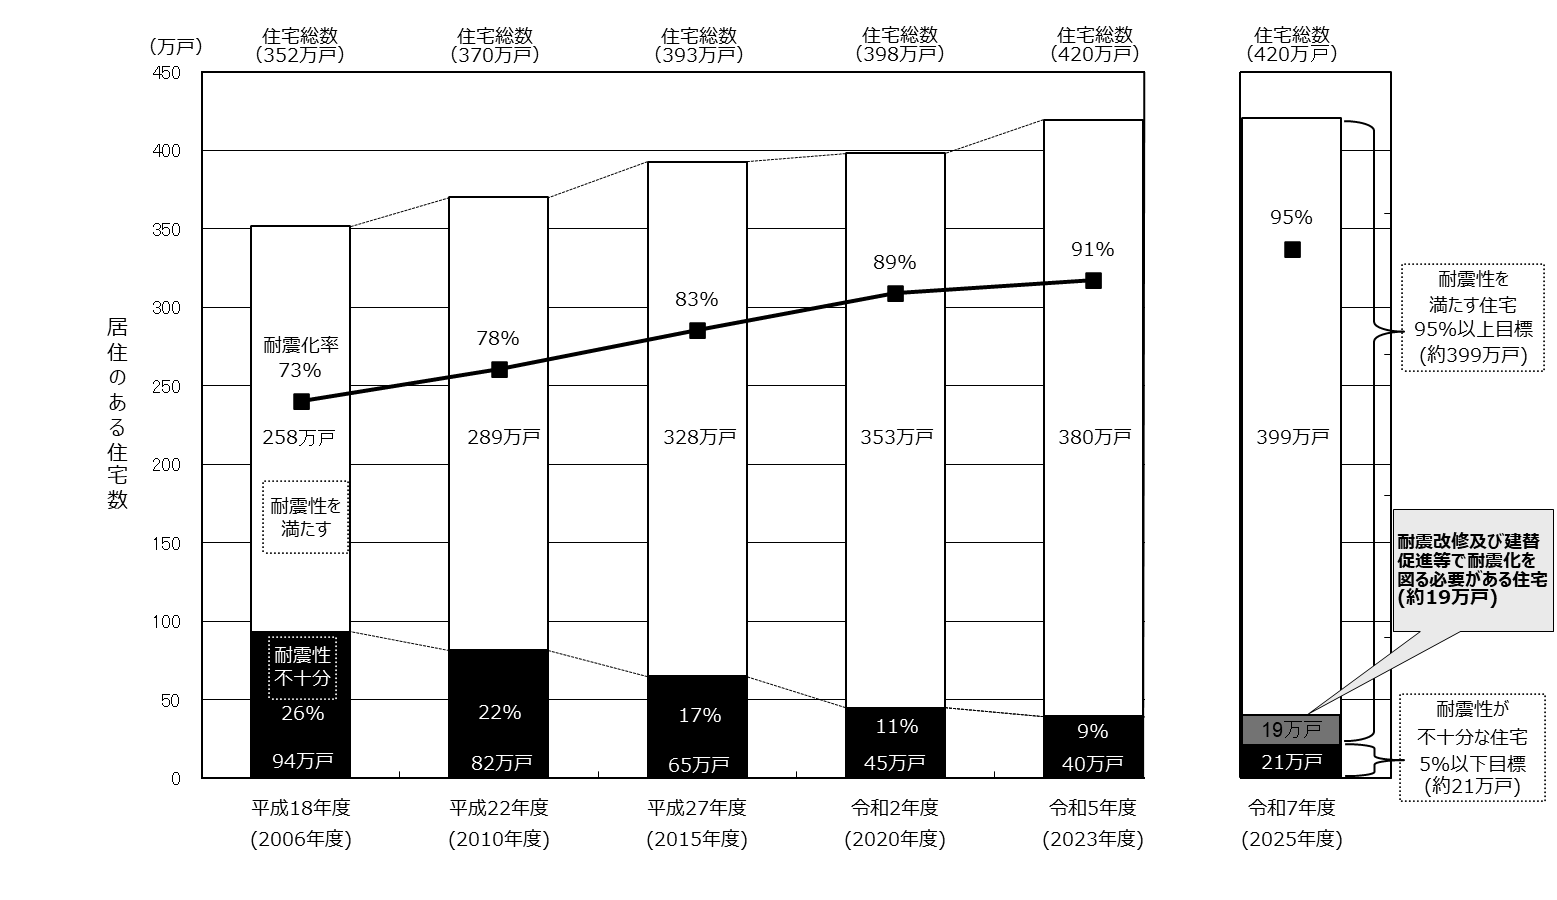 (万戸)
住宅総数
(352万戸)
住宅総数
(370万戸)
住宅総数
(393万戸)
住宅総数
(398万戸)
住宅総数
(420万戸)
住宅総数
(420万戸)
450
400
350
300
250
200
150
100
50
0
居住のある住宅数
耐震化率
73%
78%
83%
89%
91%
95%
258万戸
289万戸
328万戸
353万戸
380万戸
399万戸
耐震性を
満たす
耐震性
不十分
26%
94万戸
22%
82万戸
17%
65万戸
11%
45万戸
9%
40万戸
19万戸
21万戸
耐震性を
満たす住宅
95%以上目標
(約399万戸)
耐震改修及び建替
促進等で耐震化を
図る必要がある住宅
(約19万戸)
耐震性が
不十分な住宅
5%以下目標
(約21万戸)
平成18年度
(2006年度)
平成22年度
(2010年度)
平成27年度
(2015年度)
令和2年度
(2020年度)
令和5年度
(2023年度)
令和7年度
(2025年度)